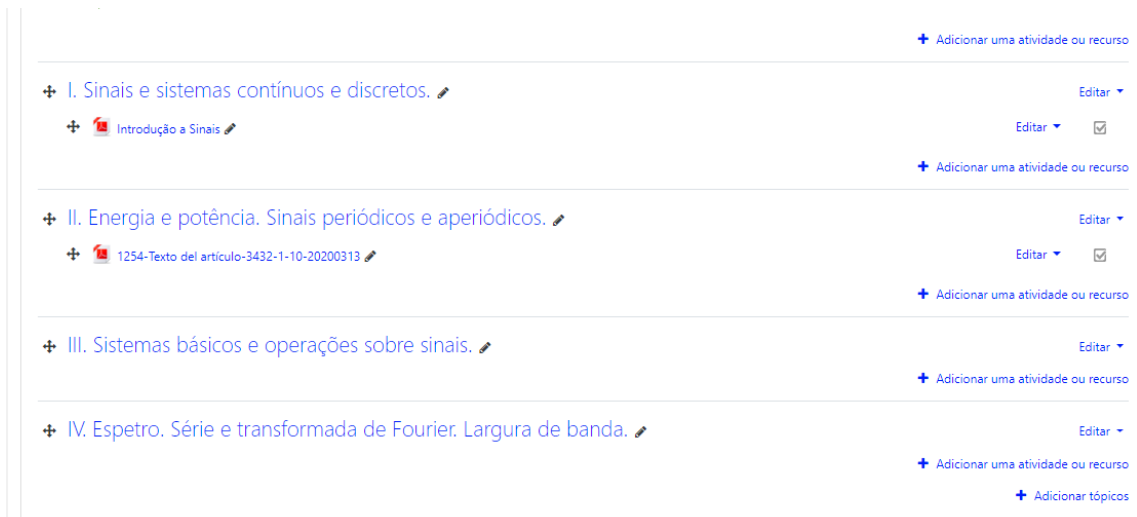 Adicionar uma atividade ou recurso
I. Sinais e sistemas contínuos e discretos.
Editar
Introdução a Sinais
Editar
Adicionar uma atividade ou recurso
II. Energia e potência. Sinais periódicos e aperiódicos.
Editar
1254-Texto del artículo-3432-1-10-20200313
Editar
Adicionar uma atividade ou recurso
III. Sistemas básicos e operações sobre sinais.
Editar
Adicionar uma atividade ou recurso
IV. Espetro. Série e transformada de Fourier. Largura de banda.
Editar
Adicionar uma atividade ou recurso
Adicionar tópicos